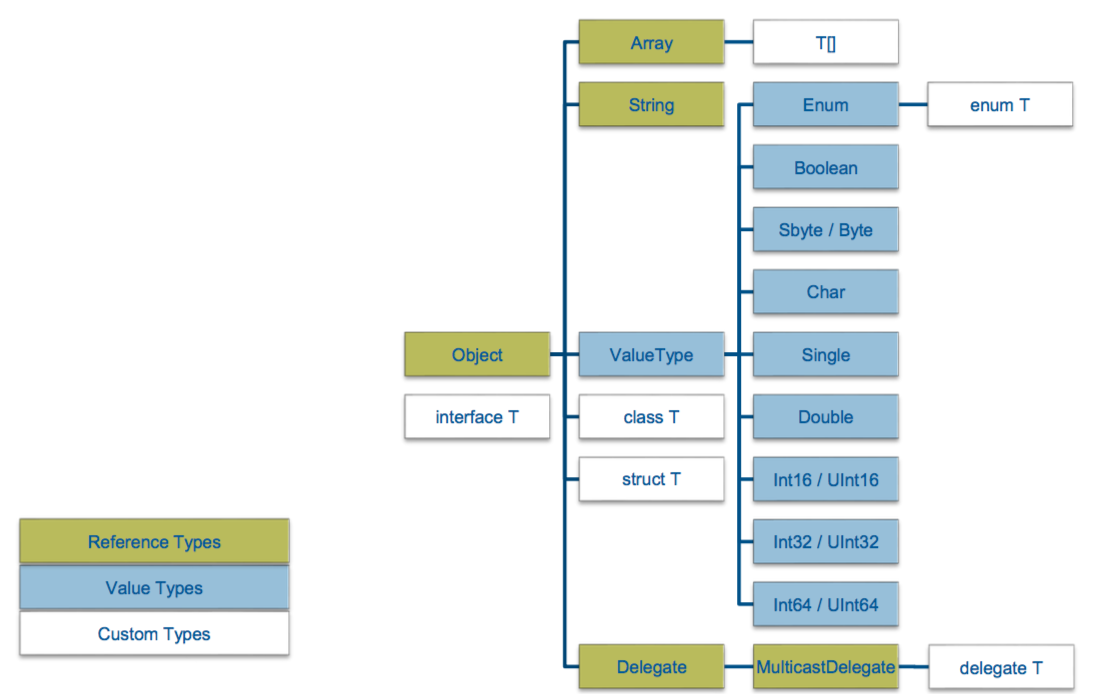 Array
T[]
String
Enum
enum T
Boolean
Sbyte / Byte
Char
Object
ValueType
Single
interface T
class T
Double
struct T
Int16 / UInt16
Reference Types
Int32 / UInt32
Value Types
Int64 / UInt64
Custom Types
Delegate
MulticastDelegate
delegate T